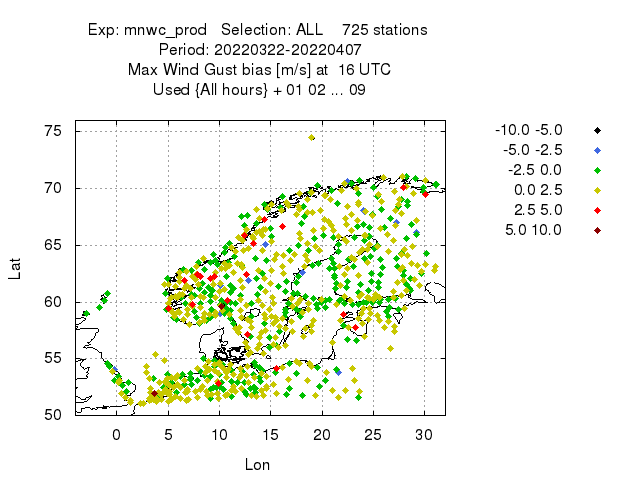 Exp: mnwc_prod Selection: ALL 725 stations
Period: 20220322-20220407
Max Wind Gust bias [m/s] at 16 UTC
Used {All hours} + 01 02 ... 09
-10.0 -5.0
-5.0 -2.5
-2.5 0.0
0.0 2.5
2.5 5.0
5.0 10.0
75
70
65
60
55
50
Lat
0 5 10 15 20 25 30
Lon